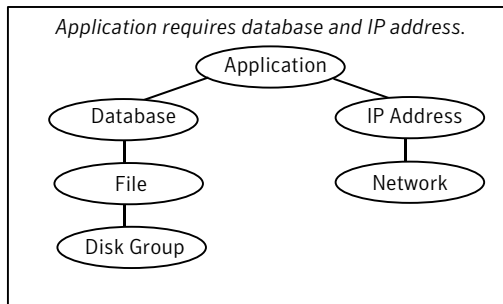 Application requires database and IP address.
Application
Database
IP Address
File
Network
Disk Group